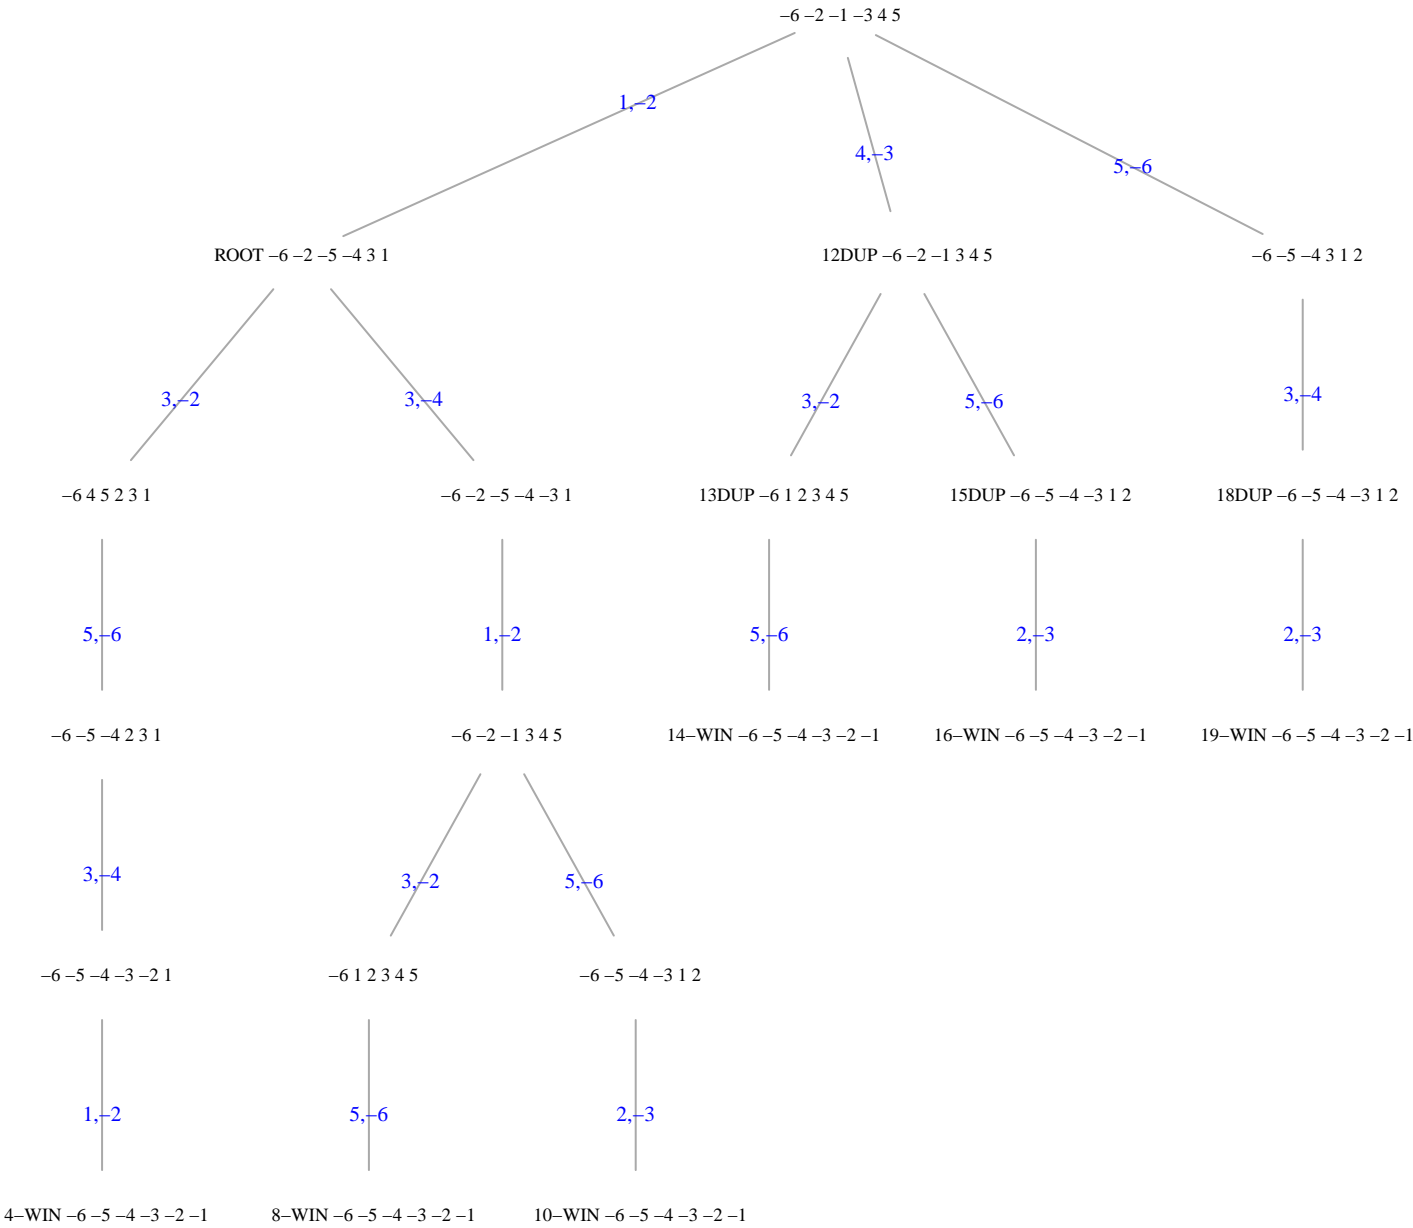 –6 –2 –1 –3 4 5
1,–2
4,–3
5,–6
ROOT –6 –2 –5 –4 3 1
12DUP –6 –2 –1 3 4 5
–6 –5 –4 3 1 2
3,–2
3,–4
3,–2
5,–6
3,–4
–6 4 5 2 3 1
–6 –2 –5 –4 –3 1
13DUP –6 1 2 3 4 5
15DUP –6 –5 –4 –3 1 2
18DUP –6 –5 –4 –3 1 2
5,–6
1,–2
5,–6
2,–3
2,–3
–6 –5 –4 2 3 1
–6 –2 –1 3 4 5
14–WIN –6 –5 –4 –3 –2 –1
16–WIN –6 –5 –4 –3 –2 –1
19–WIN –6 –5 –4 –3 –2 –1
3,–4
3,–2
5,–6
–6 –5 –4 –3 –2 1
–6 1 2 3 4 5
–6 –5 –4 –3 1 2
1,–2
5,–6
2,–3
4–WIN –6 –5 –4 –3 –2 –1
8–WIN –6 –5 –4 –3 –2 –1
10–WIN –6 –5 –4 –3 –2 –1